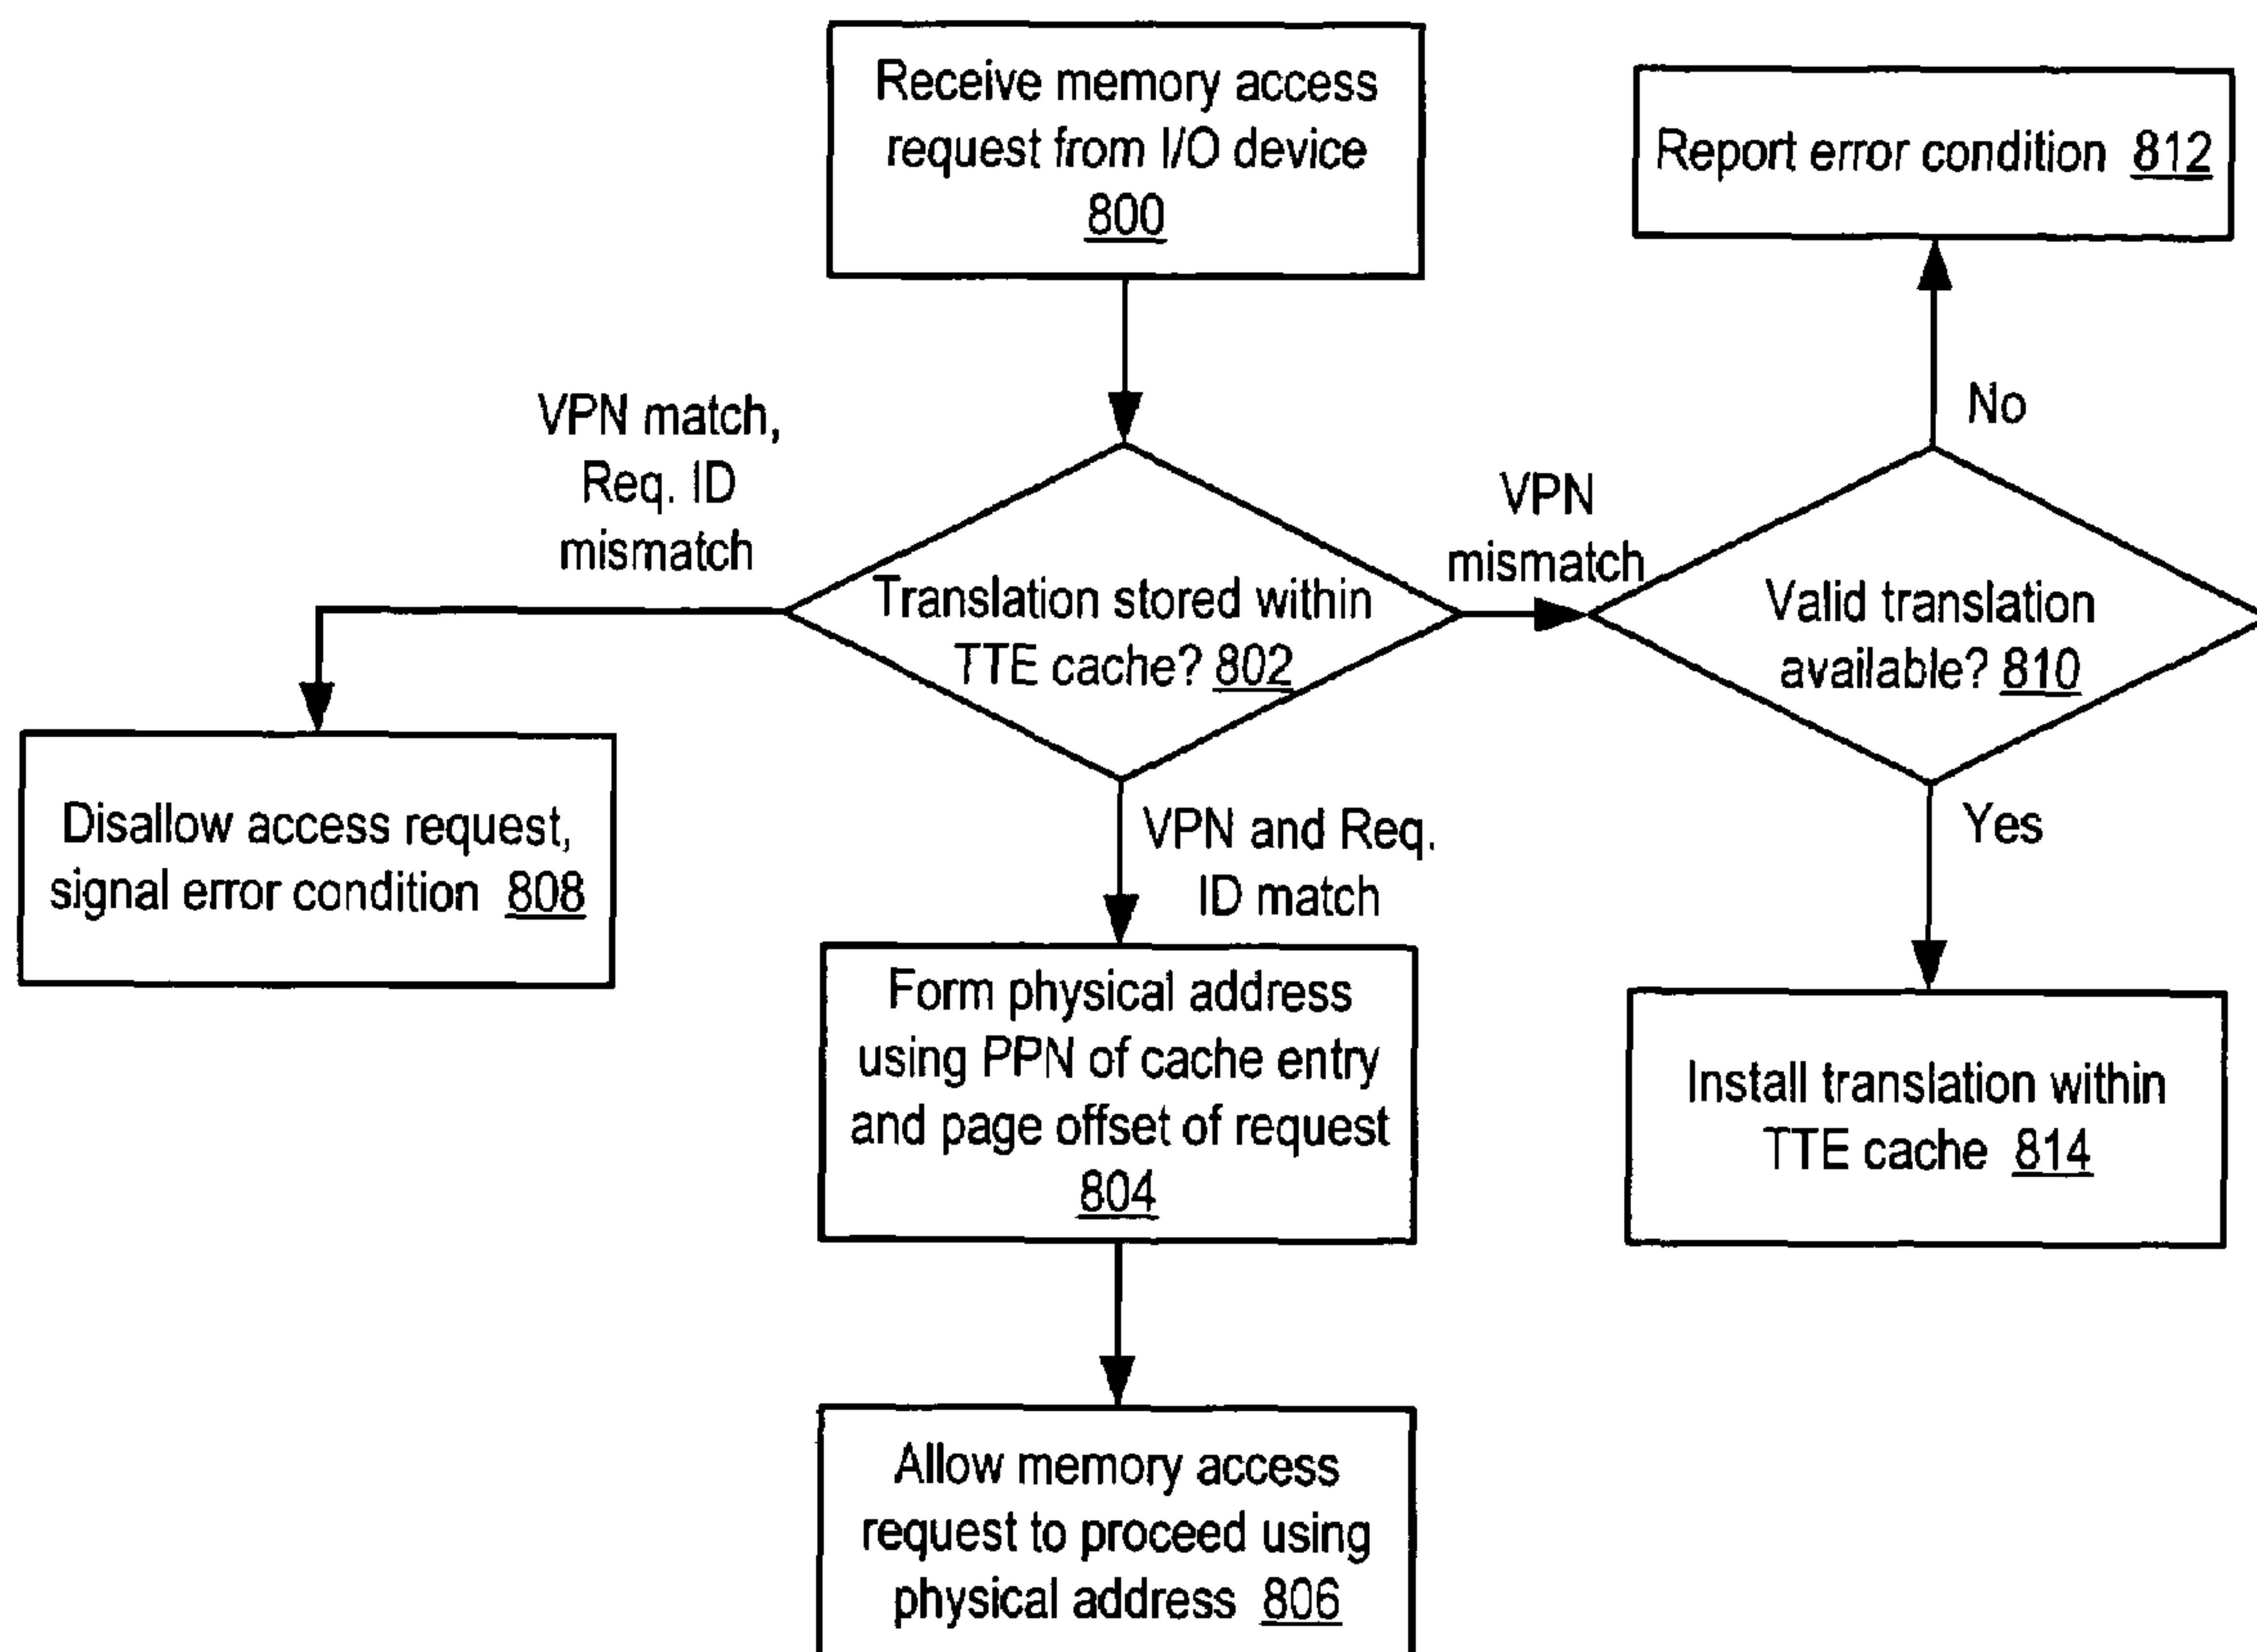 Receive memory access
request from I/O device
800
Report error condition 812
No
VPN match,
Req. ID
mismatch
VPN
mismatch
Translation stored within
TTE cache? 802
Valid translation
available? 810
VPN and Req.
ID match
Yes
Disallow access request,
signal error condition 808
Form physical address
using PPN of cache entry
and page offset of request
804
Install translation within
TTE cache 814
Allow memory access
request to proceed using
physical address 806